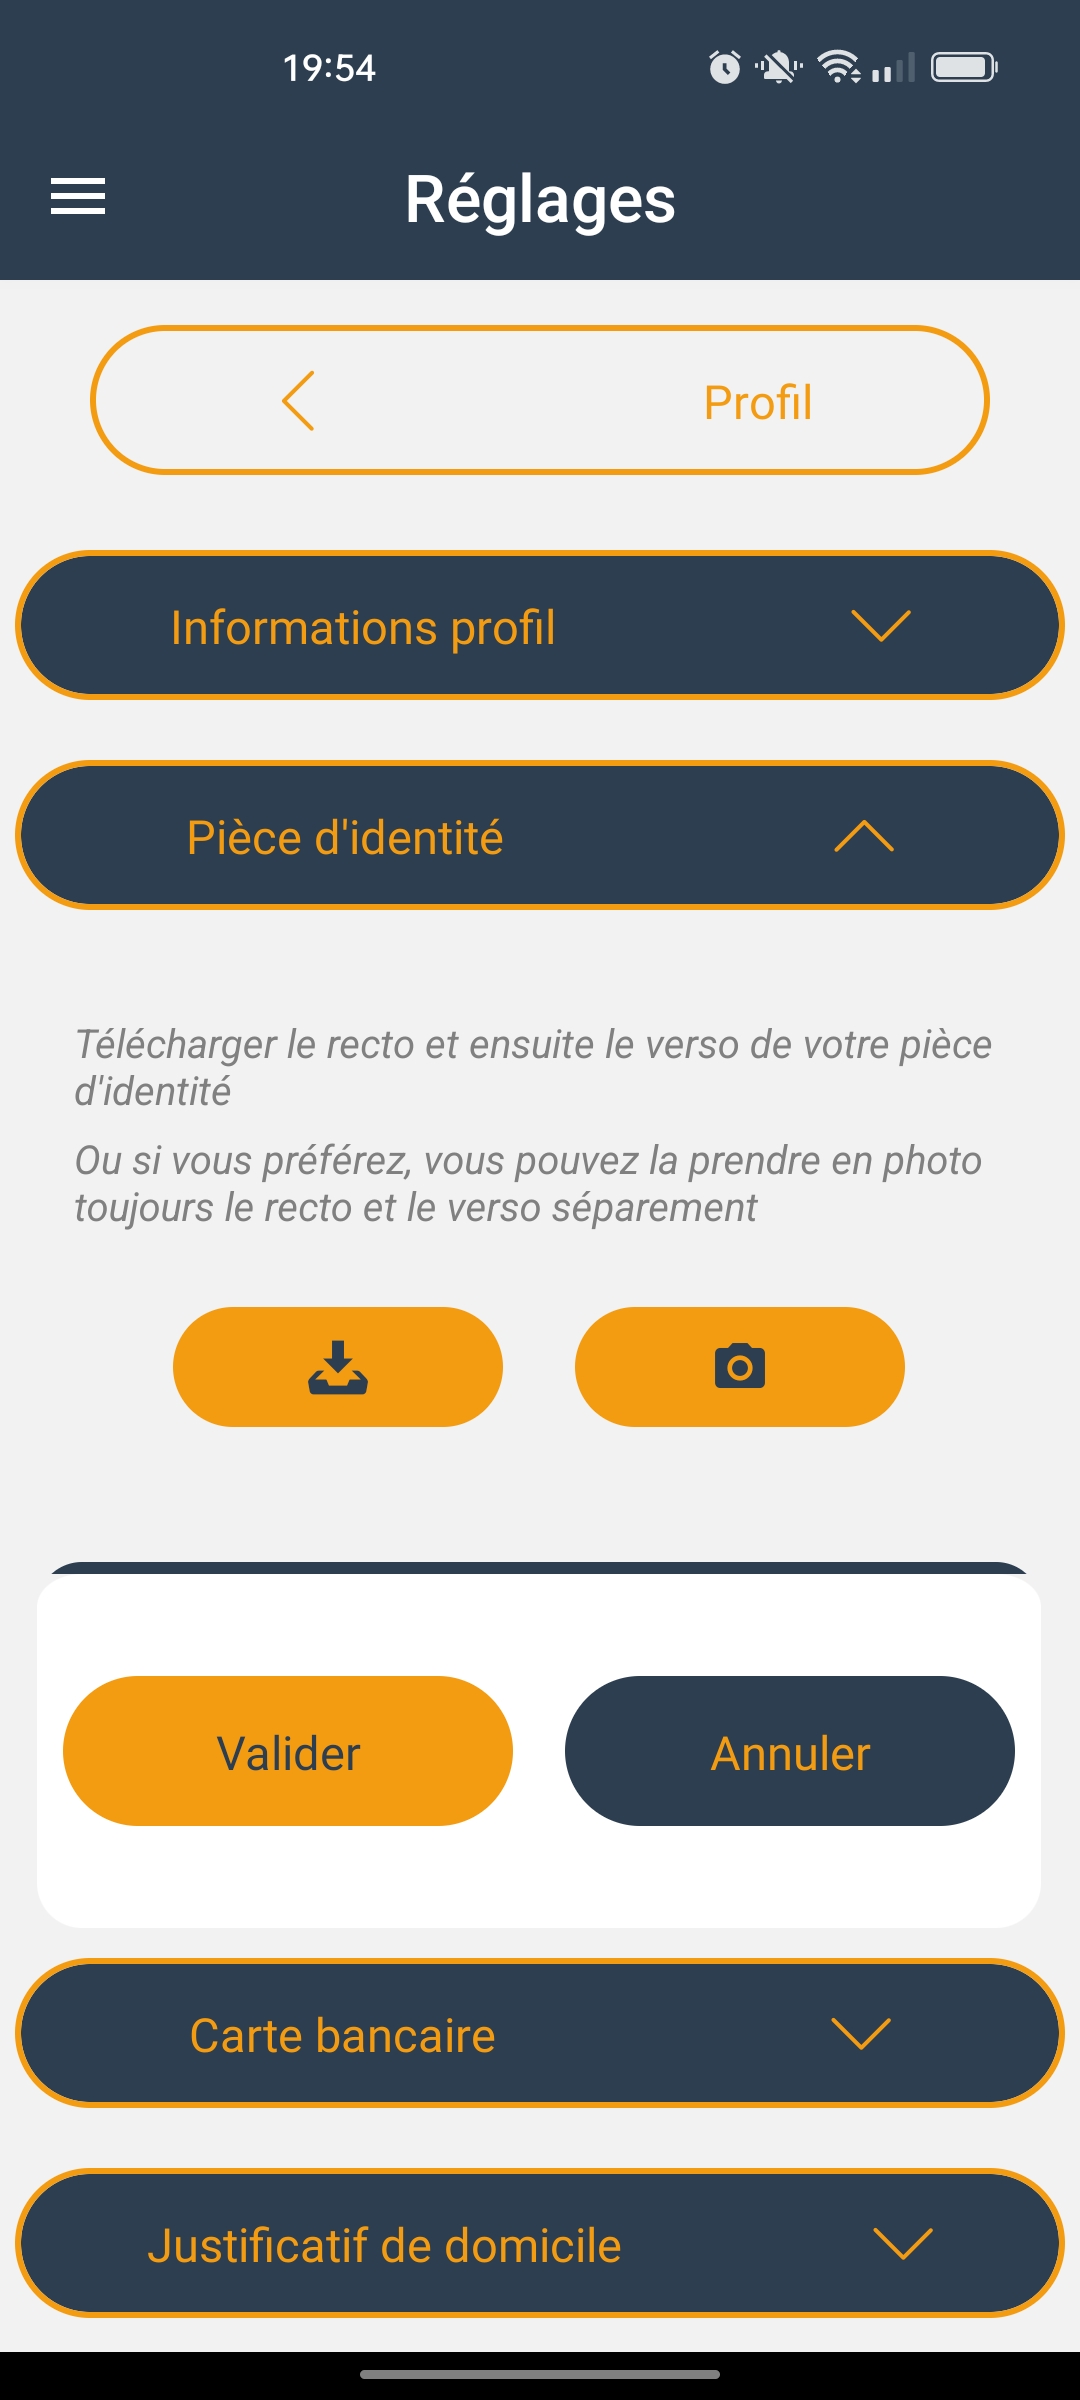 19:54
Réglages
Profil
Informations profil
Pièce d'identité
Télécharger le recto et ensuite le verso de votre pièce
d'identité
Ou si vous préférez, vous pouvez la prendre en photo
toujours le recto et le verso séparement
Valider
Annuler
Carte bancaire
Justificatif de domicile